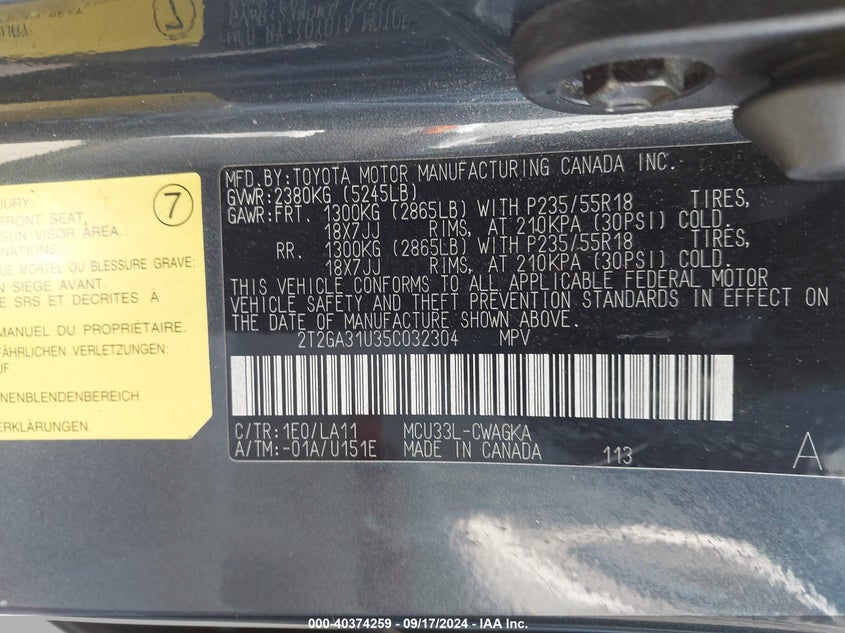 7
JURY:
FRONT SEAT,
SUN VISOR AREA.
NATIONS.
QUE MORTEL OU BLESSURE GRAVE:
N SIÈGE AVANT.
E SRS ET DÉCRITES À
MANUEL DU PROPRIÉTAIRE.
FÄHRLICHEN VERLETZUNGEN.
UF
NENBLENDENBEREICH
ERKLÄRUNGEN.
7
MFD.BY:TOYOTA MOTOR MANUFACTURING CANADA INC.
GVWR:2380KG (5245LB)
GAWR:FRT. 1300KG (2865LB) WITH P235/55R18 TIRES,
18X7JJ RIMS, AT 210KPA (30PSI) COLD.
RR. 1300KG (2865LB) WITH P235/55R18 TIRES,
18X7JJ RIMS, AT 210KPA (30PSI) COLD.
THIS VEHICLE CONFORMS TO ALL APPLICABLE FEDERAL MOTOR
VEHICLE SAFETY AND THEFT PREVENTION STANDARDS IN EFFECT ON
THE DATE OF MANUFACTURE SHOWN ABOVE.
2T2GA31U35C032304 MPV
C/TR:1E0/LA11 MCU33L-CWAGKA
A/TM:-01A/U151E MADE IN CANADA 113 A
000-40374259 - 09/17/2024 - IAA Inc.